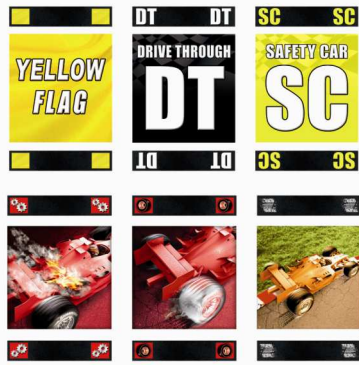 DT DT
SC SC
YELLOW
FLAG
DRIVE THROUGH
DT
SAFETY CAR
SC
DT DT
SC SC